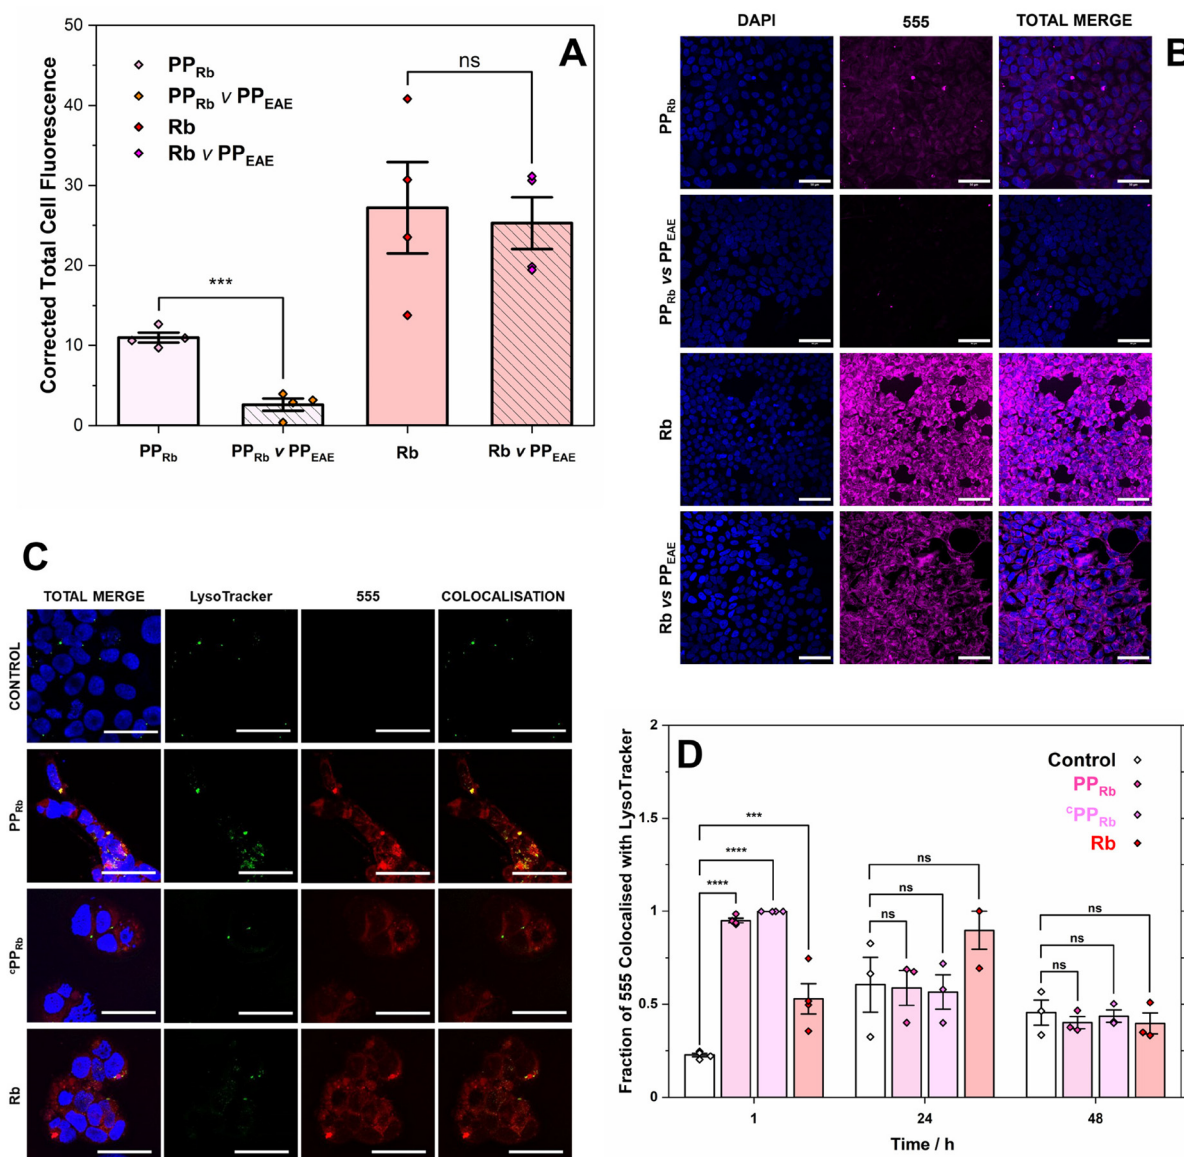 A
Corrected Total Cell Fluorescence
50
40
30
20
10
0
PPRb
PPRb v PPEAE
Rb
Rb v PPEAE
***
ns
PPRb
PPRb v PPEAE
Rb
Rb v PPEAE
B
DAPI
555
TOTAL MERGE
PPRb
PPRb vs PPEAE
Rb
Rb vs PPEAE
C
TOTAL MERGE
LysoTracker
555
COLOCALISATION
CONTROL
PPRb
cPPRb
Rb
D
Fraction of 555 Colocalised with LysoTracker
2
1.5
1
0.5
0
Control
PPRb
cPPRb
Rb
***
****
****
ns
ns
ns
ns
ns
ns
1
24
48
Time / h